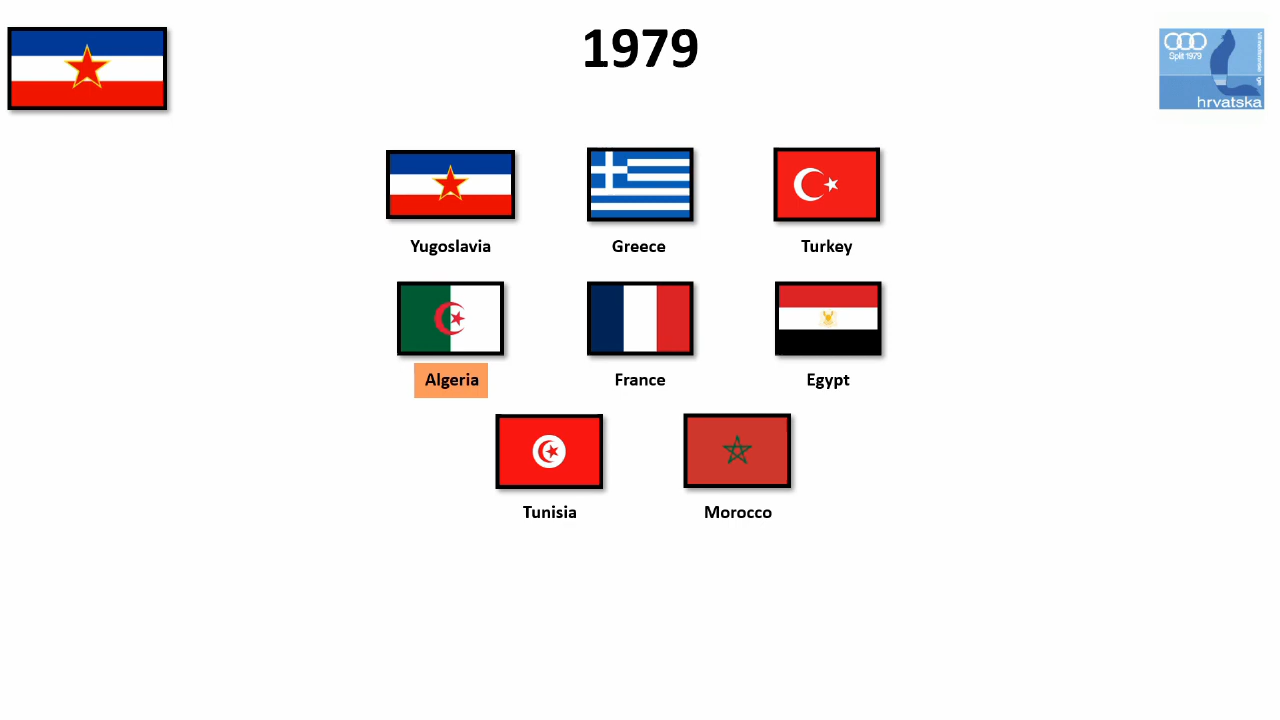 1979
Split 1979
hrvatska
Yugoslavia
Greece
Turkey
Algeria
France
Egypt
Tunisia
Morocco